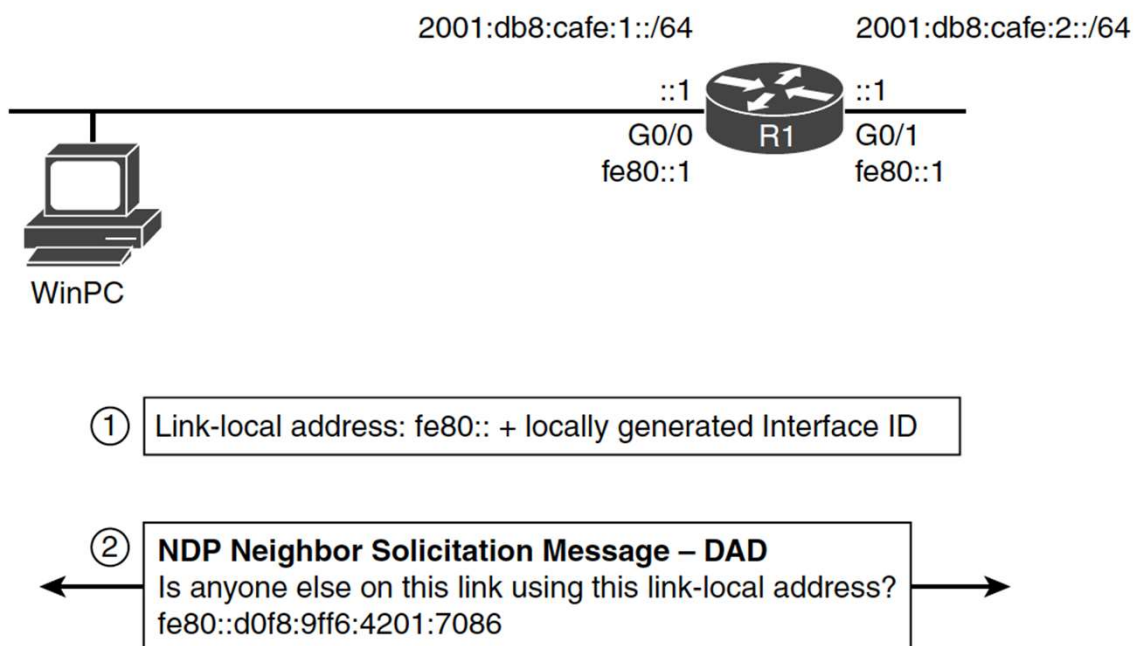 2001:db8:cafe:1::/64
2001:db8:cafe:2::/64
::1
::1
G0/0
R1
G0/1
fe80::1
fe80::1
WinPC
1
Link-local address: fe80:: + locally generated Interface ID
2
NDP Neighbor Solicitation Message – DAD
Is anyone else on this link using this link-local address?
fe80::d0f8:9ff6:4201:7086